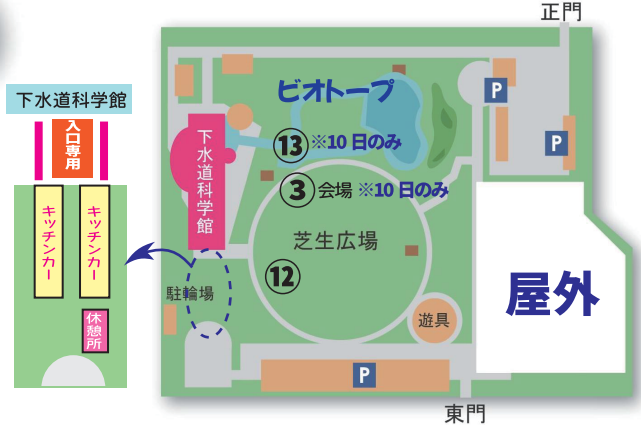 正門
下水道科学館
入口専用
キッチンカー
キッチンカー
休憩所
ビオトープ
P
P
⑬ ※10日のみ
下水道科学館
③ 会場 ※10日のみ
芝生広場
⑫
駐輪場
屋外
遊具
P
東門